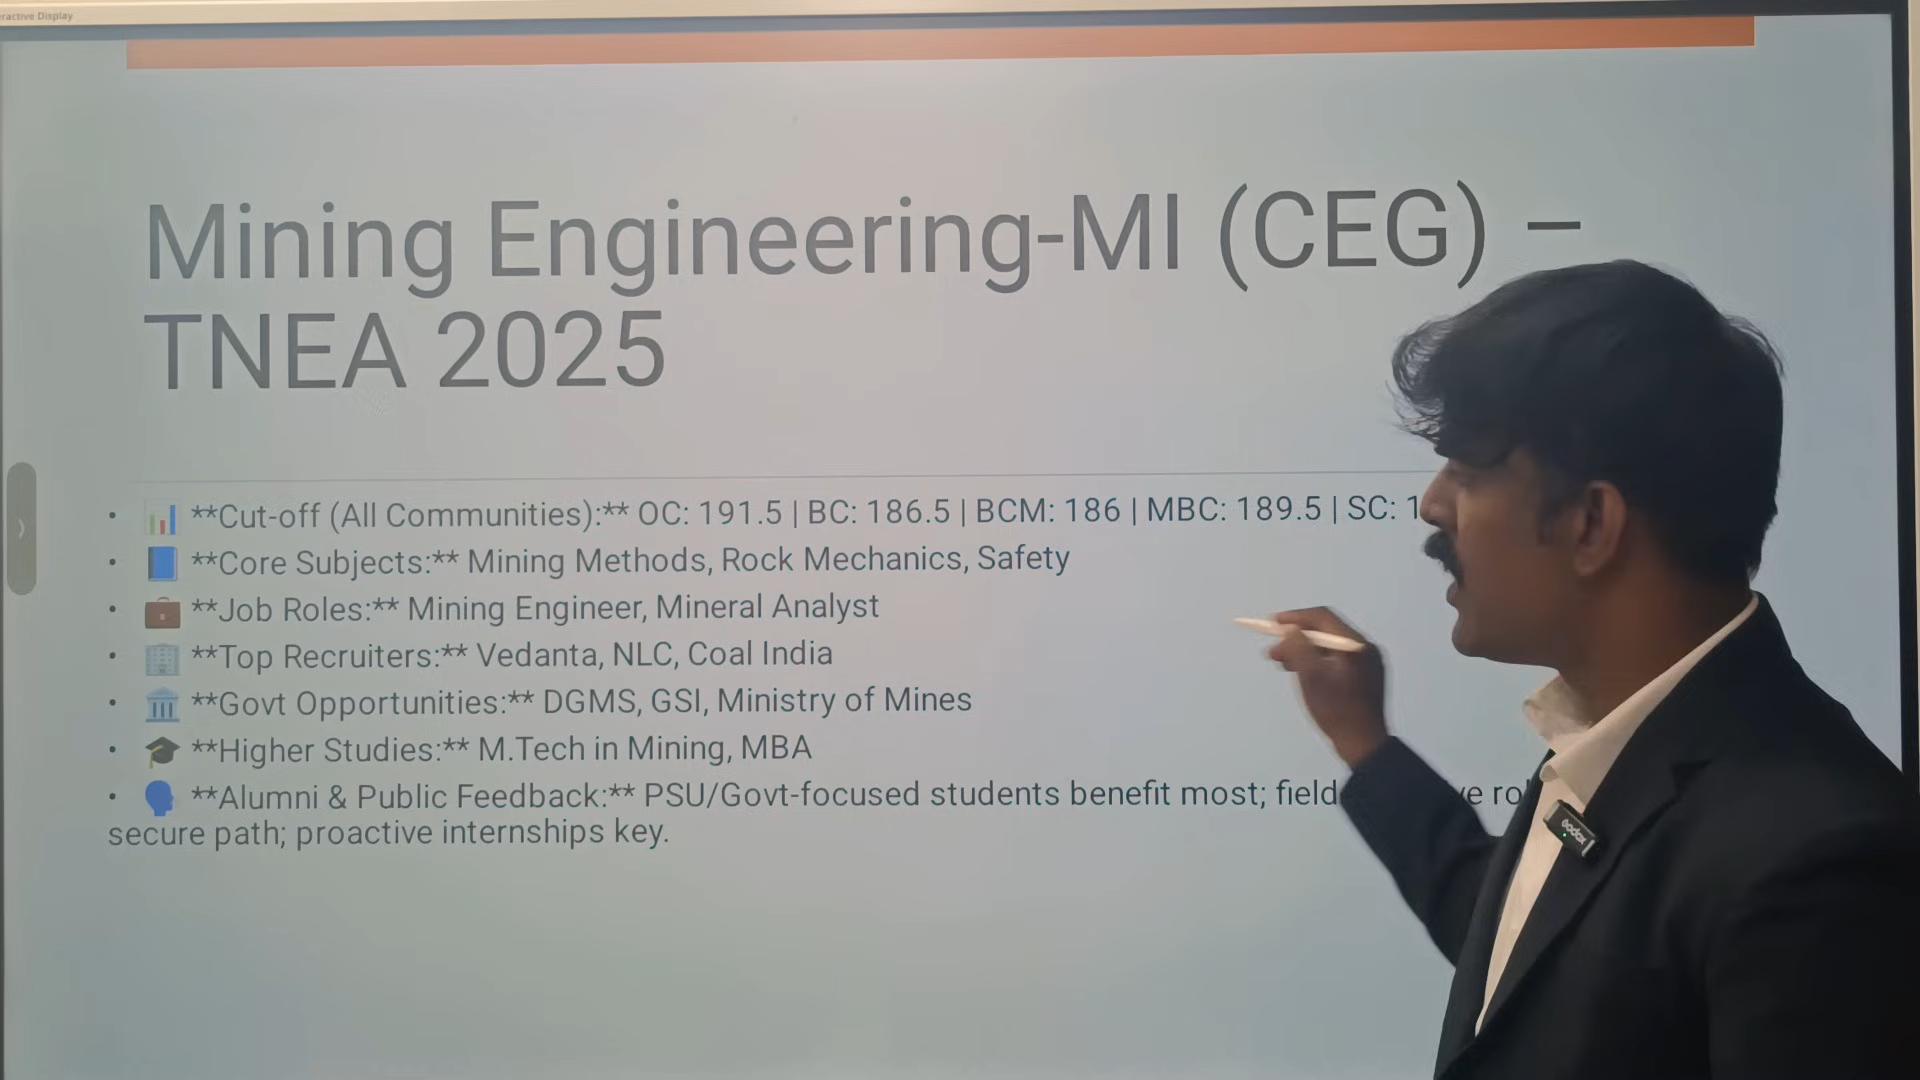 Interactive Display
Mining Engineering-MI (CEG) –
TNEA 2025
• **Cut-off (All Communities):** OC: 191.5 | BC: 186.5 | BCM: 186 | MBC: 189.5 | SC: 1
• **Core Subjects:** Mining Methods, Rock Mechanics, Safety
• **Job Roles:** Mining Engineer, Mineral Analyst
• **Top Recruiters:** Vedanta, NLC, Coal India
• **Govt Opportunities:** DGMS, GSI, Ministry of Mines
• **Higher Studies:** M.Tech in Mining, MBA
• **Alumni & Public Feedback:** PSU/Govt-focused students benefit most; field
secure path; proactive internships key.
Godox